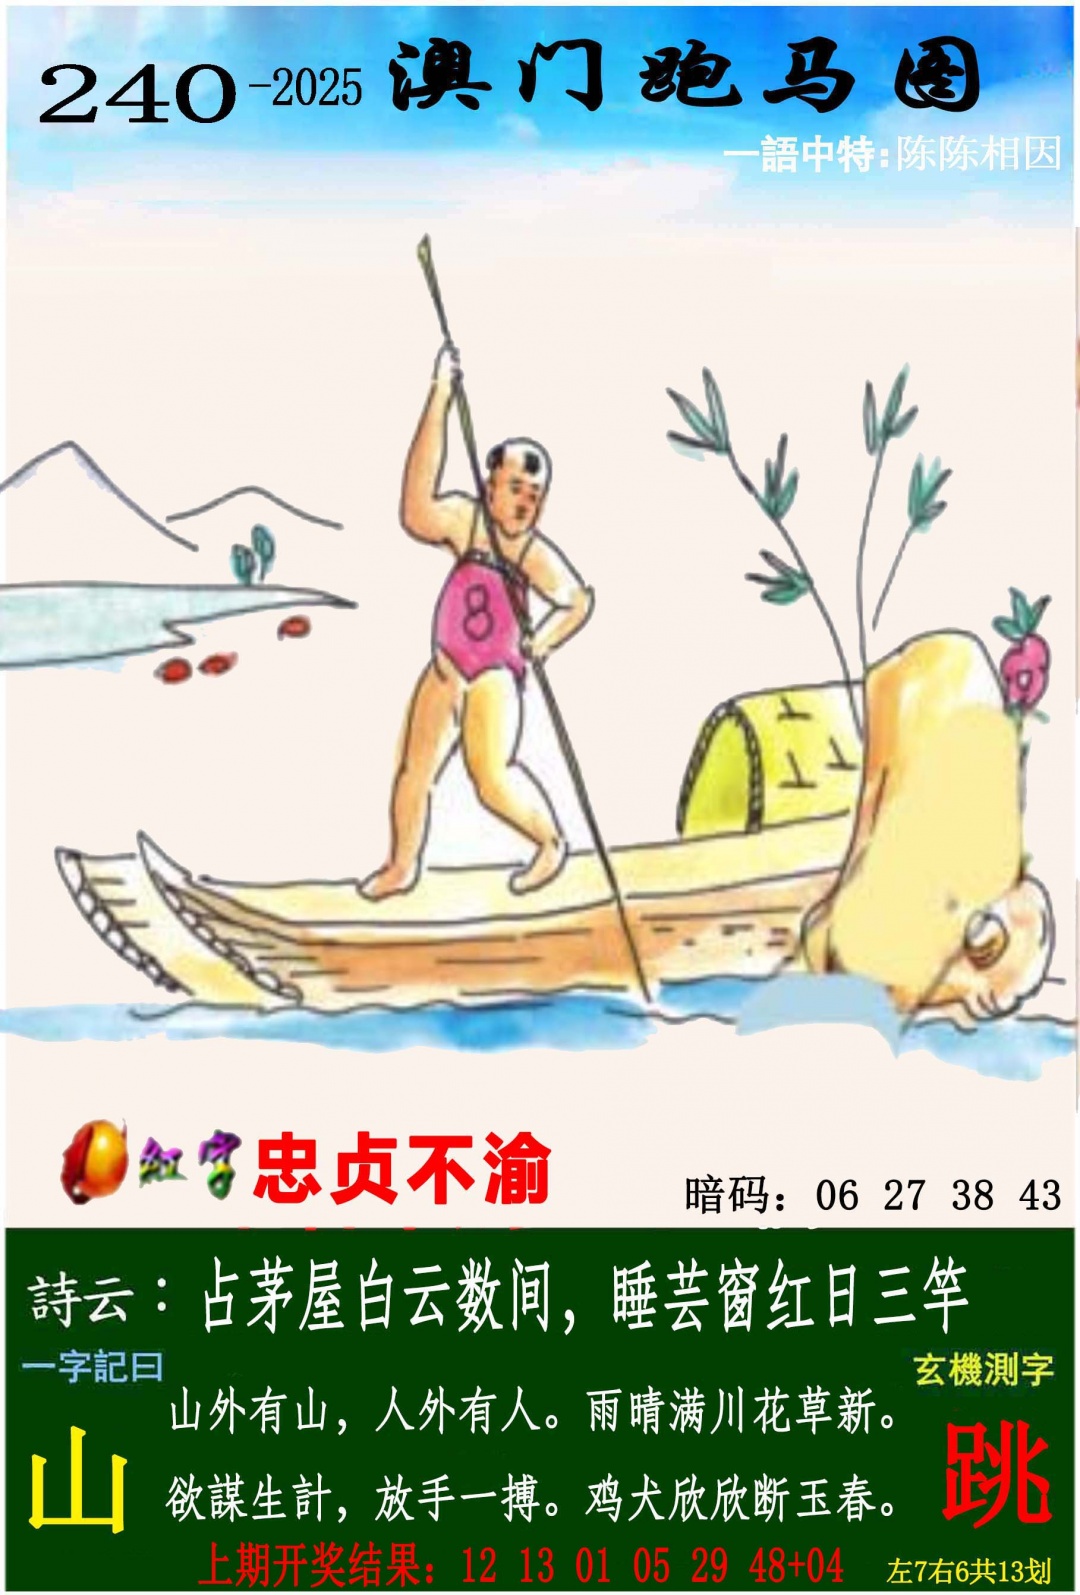 240-2025 澳门跑马图
一語中特:陈陈相因
8
红字 忠贞不渝
暗码：06 27 38 43
詩云：占茅屋白云数间，睡芸窗红日三竿
一字記曰
玄機測字
山外有山，人外有人。雨晴满川花草新。
山
跳
欲謀生計，放手一搏。鸡犬欣欣断玉春。
上期开奖结果：12 13 01 05 29 48+04
左7右6共13划